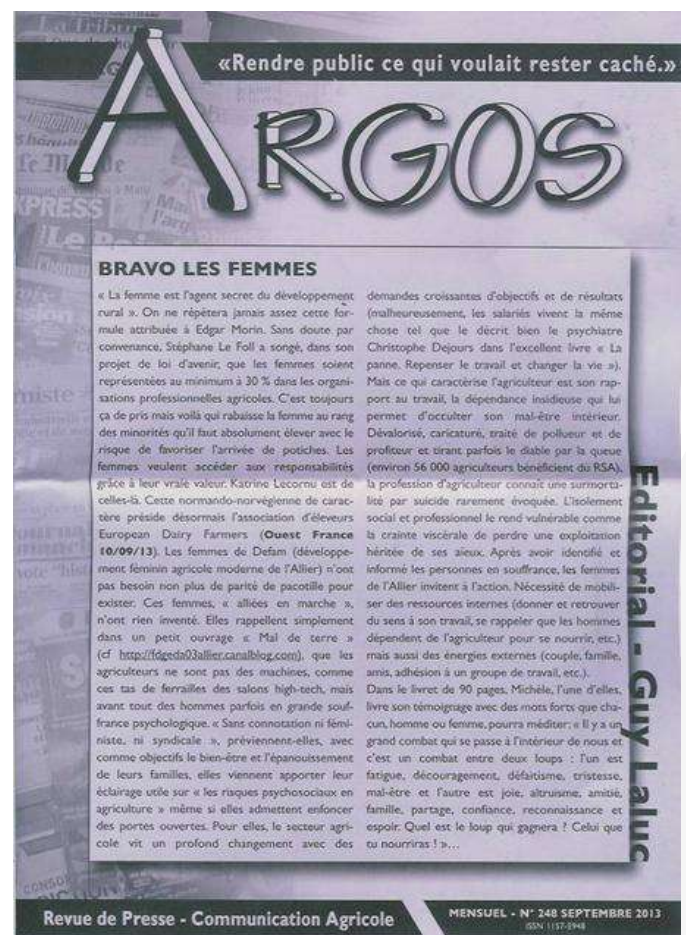 «Rendre public ce qui voulait rester caché.»
ARGOS
BRAVO LES FEMMES
« La femme est l'agent secret du développement
rural ». On ne répètera jamais assez cette for-
mule attribuée à Edgar Morin. Sans doute par
convenance, Stéphane Le Foll a songé, dans son
projet de loi d'avenir, que les femmes soient
représentées au minimum à 30 % dans les organi-
sations professionnelles agricoles. C'est toujours
ça de pris mais voilà qui rabaisse la femme au rang
des minorités qu'il faut absolument élever avec le
risque de favoriser l'arrivée de potiches. Les
femmes veulent accéder aux responsabilités
grâce à leur vraie valeur. Katrine Lecornu est de
celles-là. Cette normando-norvégienne de carac-
tère préside désormais l'association d'éleveurs
European Dairy Farmers (Ouest France
10/09/13). Les femmes de Defam (développe-
ment féminin agricole moderne de l'Allier) n'ont
pas besoin non plus de parité de pacotille pour
exister. Ces femmes, « alliées en marche »,
n'ont rien inventé. Elles rappellent simplement
dans un petit ouvrage « Mal de terre »
(cf http://fdgeda03allier.canalblog.com), que les
agriculteurs ne sont pas des machines, comme
ces tas de ferrailles des salons high-tech, mais
avant tout des hommes parfois en grande souf-
france psychologique. « Sans connotation ni fémi-
niste, ni syndicale », préviennent-elles, avec
comme objectifs le bien-être et l'épanouissement
de leurs familles, elles viennent apporter leur
éclairage utile sur « les risques psychosociaux en
agriculture » même si elles admettent enfoncer
des portes ouvertes. Pour elles, le secteur agri-
cole vit un profond changement avec des
demandes croissantes d'objectifs et de résultats
(malheureusement, les salariés vivent la même
chose tel que le décrit bien le psychiatre
Christophe Dejours dans l'excellent livre « La
panne. Repenser le travail et changer la vie »).
Mais ce qui caractérise l'agriculteur est son rap-
port au travail, la dépendance insidieuse qui lui
permet d'occulter son mal-être intérieur.
Dévalorisé, caricaturé, traité de pollueur et de
profiteur et tirant parfois le diable par la queue
(environ 56 000 agriculteurs bénéficient du RSA),
la profession d'agriculteur connaît une surmorta-
lité par suicide rarement évoquée. L'isolement
social et professionnel le rend vulnérable comme
la crainte viscérale de perdre une exploitation
héritée de ses aïeux. Après avoir identifié et
informé les personnes en souffrance, les femmes
de l'Allier invitent à l'action. Nécessité de mobili-
ser des ressources internes (donner et retrouver
du sens à son travail, se rappeler que les hommes
dépendent de l'agriculteur pour se nourrir, etc.)
mais aussi des énergies externes (couple, famille,
amis, adhésion à un groupe de travail, etc.).
Dans le livret de 90 pages, Michèle, l'une d'elles,
livre son témoignage avec des mots forts que cha-
cun, homme ou femme, pourra méditer: « Il y a un
grand combat qui se passe à l'intérieur de nous et
c'est un combat entre deux loups : l'un est
fatigue, découragement, défaitisme, tristesse,
mal-être et l'autre est joie, altruisme, amitié,
famille, partage, confiance, reconnaissance et
espoir. Quel est le loup qui gagnera ? Celui que
tu nourriras ! »...
Editorial - Guy Laluc
Revue de Presse - Communication Agricole
MENSUEL - N° 248 SEPTEMBRE 2013
ISSN 1157-5948